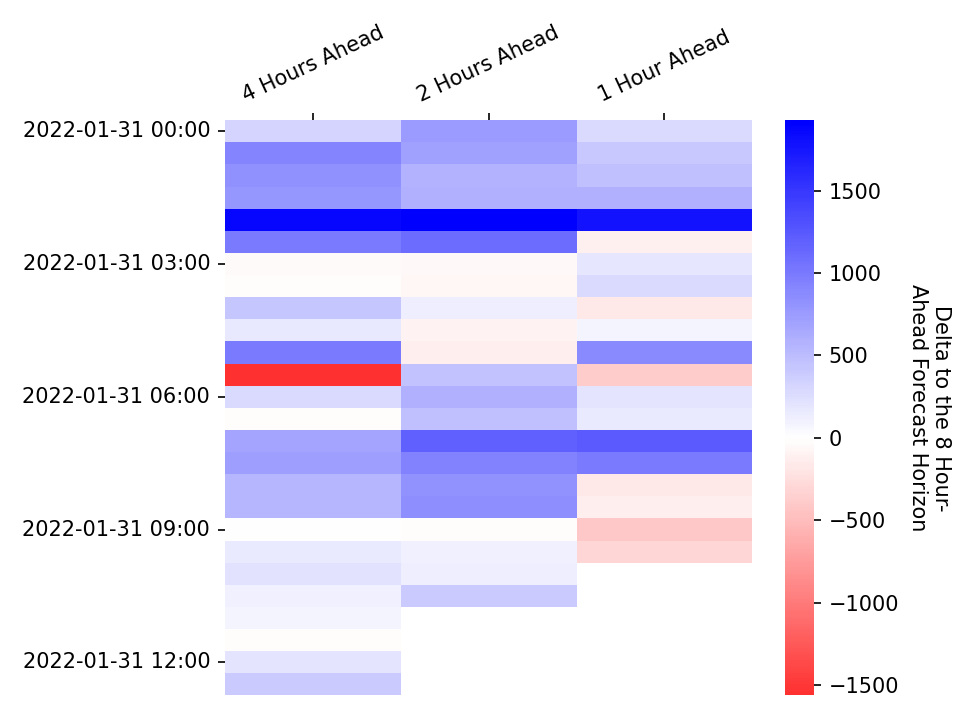 4 Hours Ahead
2 Hours Ahead
1 Hour Ahead
2022-01-31 00:00
2022-01-31 03:00
2022-01-31 06:00
2022-01-31 09:00
2022-01-31 12:00
1500
1000
500
0
−500
−1000
−1500
Delta to the 8 Hour-
Ahead Forecast Horizon